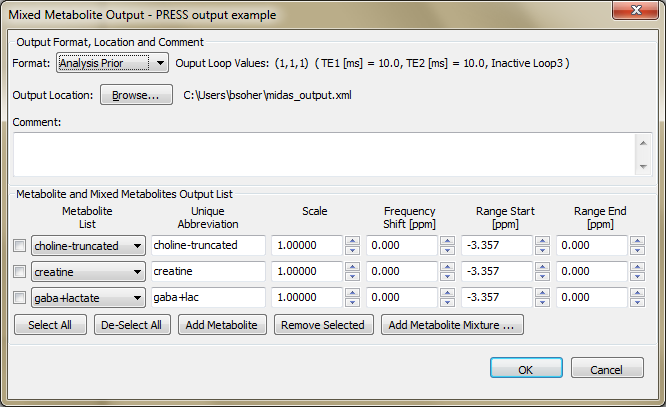 Mixed Metabolite Output - PRESS output example
Output Format, Location and Comment
Format: Analysis Prior Ouput Loop Values: (1,1,1) ( TE1 [ms] = 10.0, TE2 [ms] = 10.0, Inactive Loop3 )
Output Location: Browse... C:\Users\bsoher\midas_output.xml
Comment:
Metabolite and Mixed Metabolites Output List
Metabolite List Unique Abbreviation Scale Frequency Shift [ppm] Range Start [ppm] Range End [ppm]
choline-truncated choline-truncated 1.00000 0.000 -3.357 0.000
creatine creatine 1.00000 0.000 -3.357 0.000
gaba+lactate gaba+lac 1.00000 0.000 -3.357 0.000
Select All De-Select All Add Metabolite Remove Selected Add Metabolite Mixture ...
OK Cancel